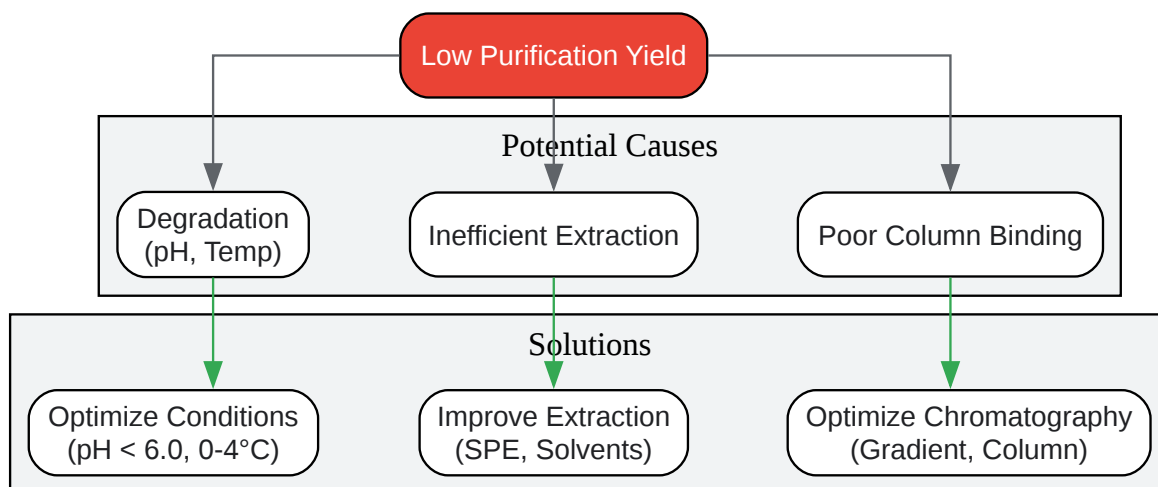 Low Purification Yield
Potential Causes
Degradation
(pH, Temp)
Inefficient Extraction
Poor Column Binding
Solutions
Optimize Conditions
(pH < 6.0, 0-4°C)
Improve Extraction
(SPE, Solvents)
Optimize Chromatography
(Gradient, Column)